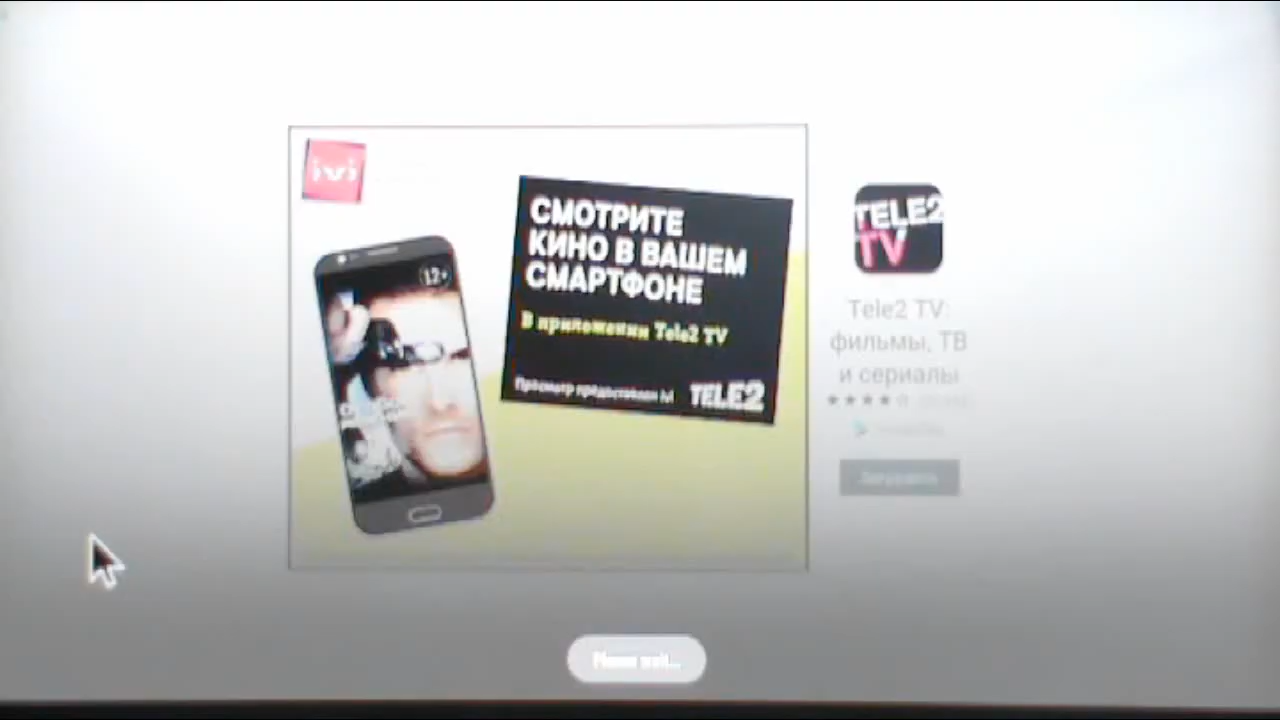 ivi
СМОТРИТЕ
КИНО В ВАШЕМ
СМАРТФОНЕ
В приложении Tele2 TV
Просмотр предоставлен ivi
TELE2
12+
TELE2
TV
Tele2 TV:
фильмы, ТВ
и сериалы